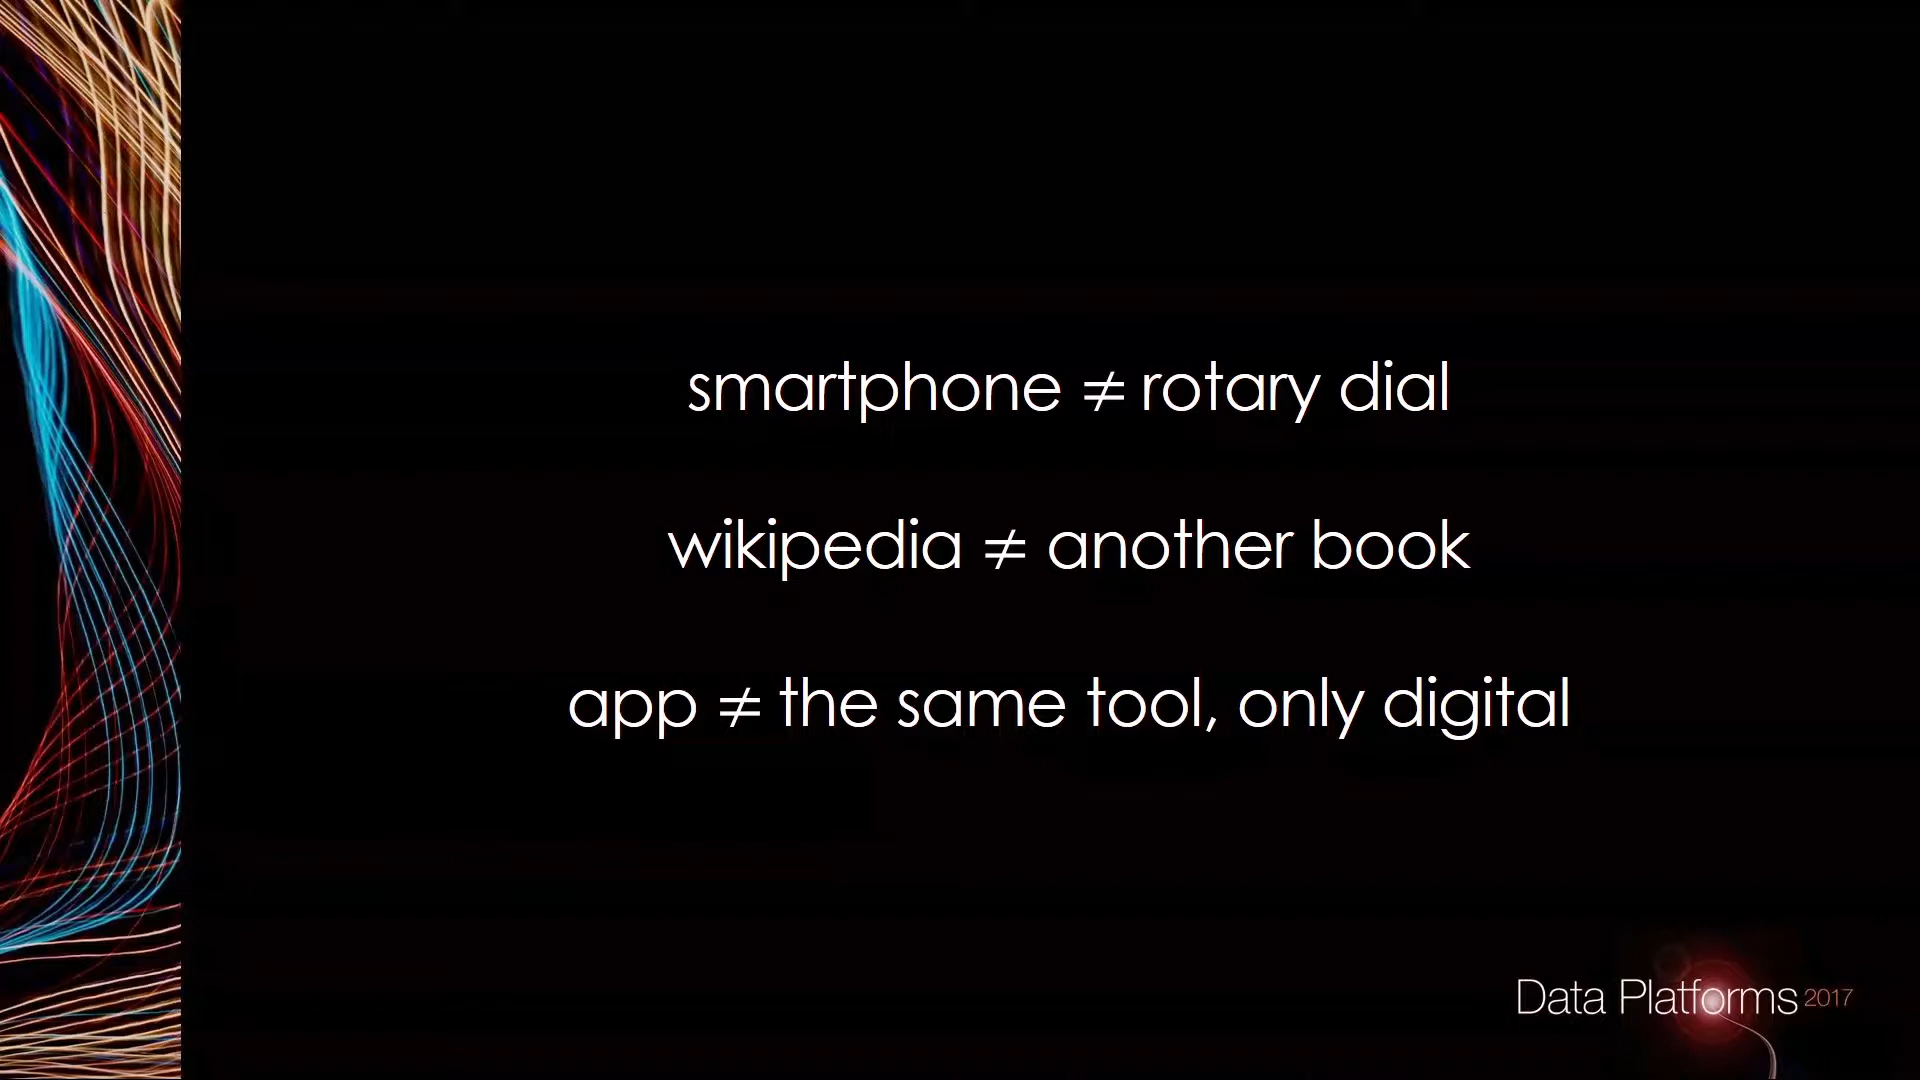 smartphone ≠ rotary dial
wikipedia ≠ another book
app ≠ the same tool, only digital
Data Platforms 2017